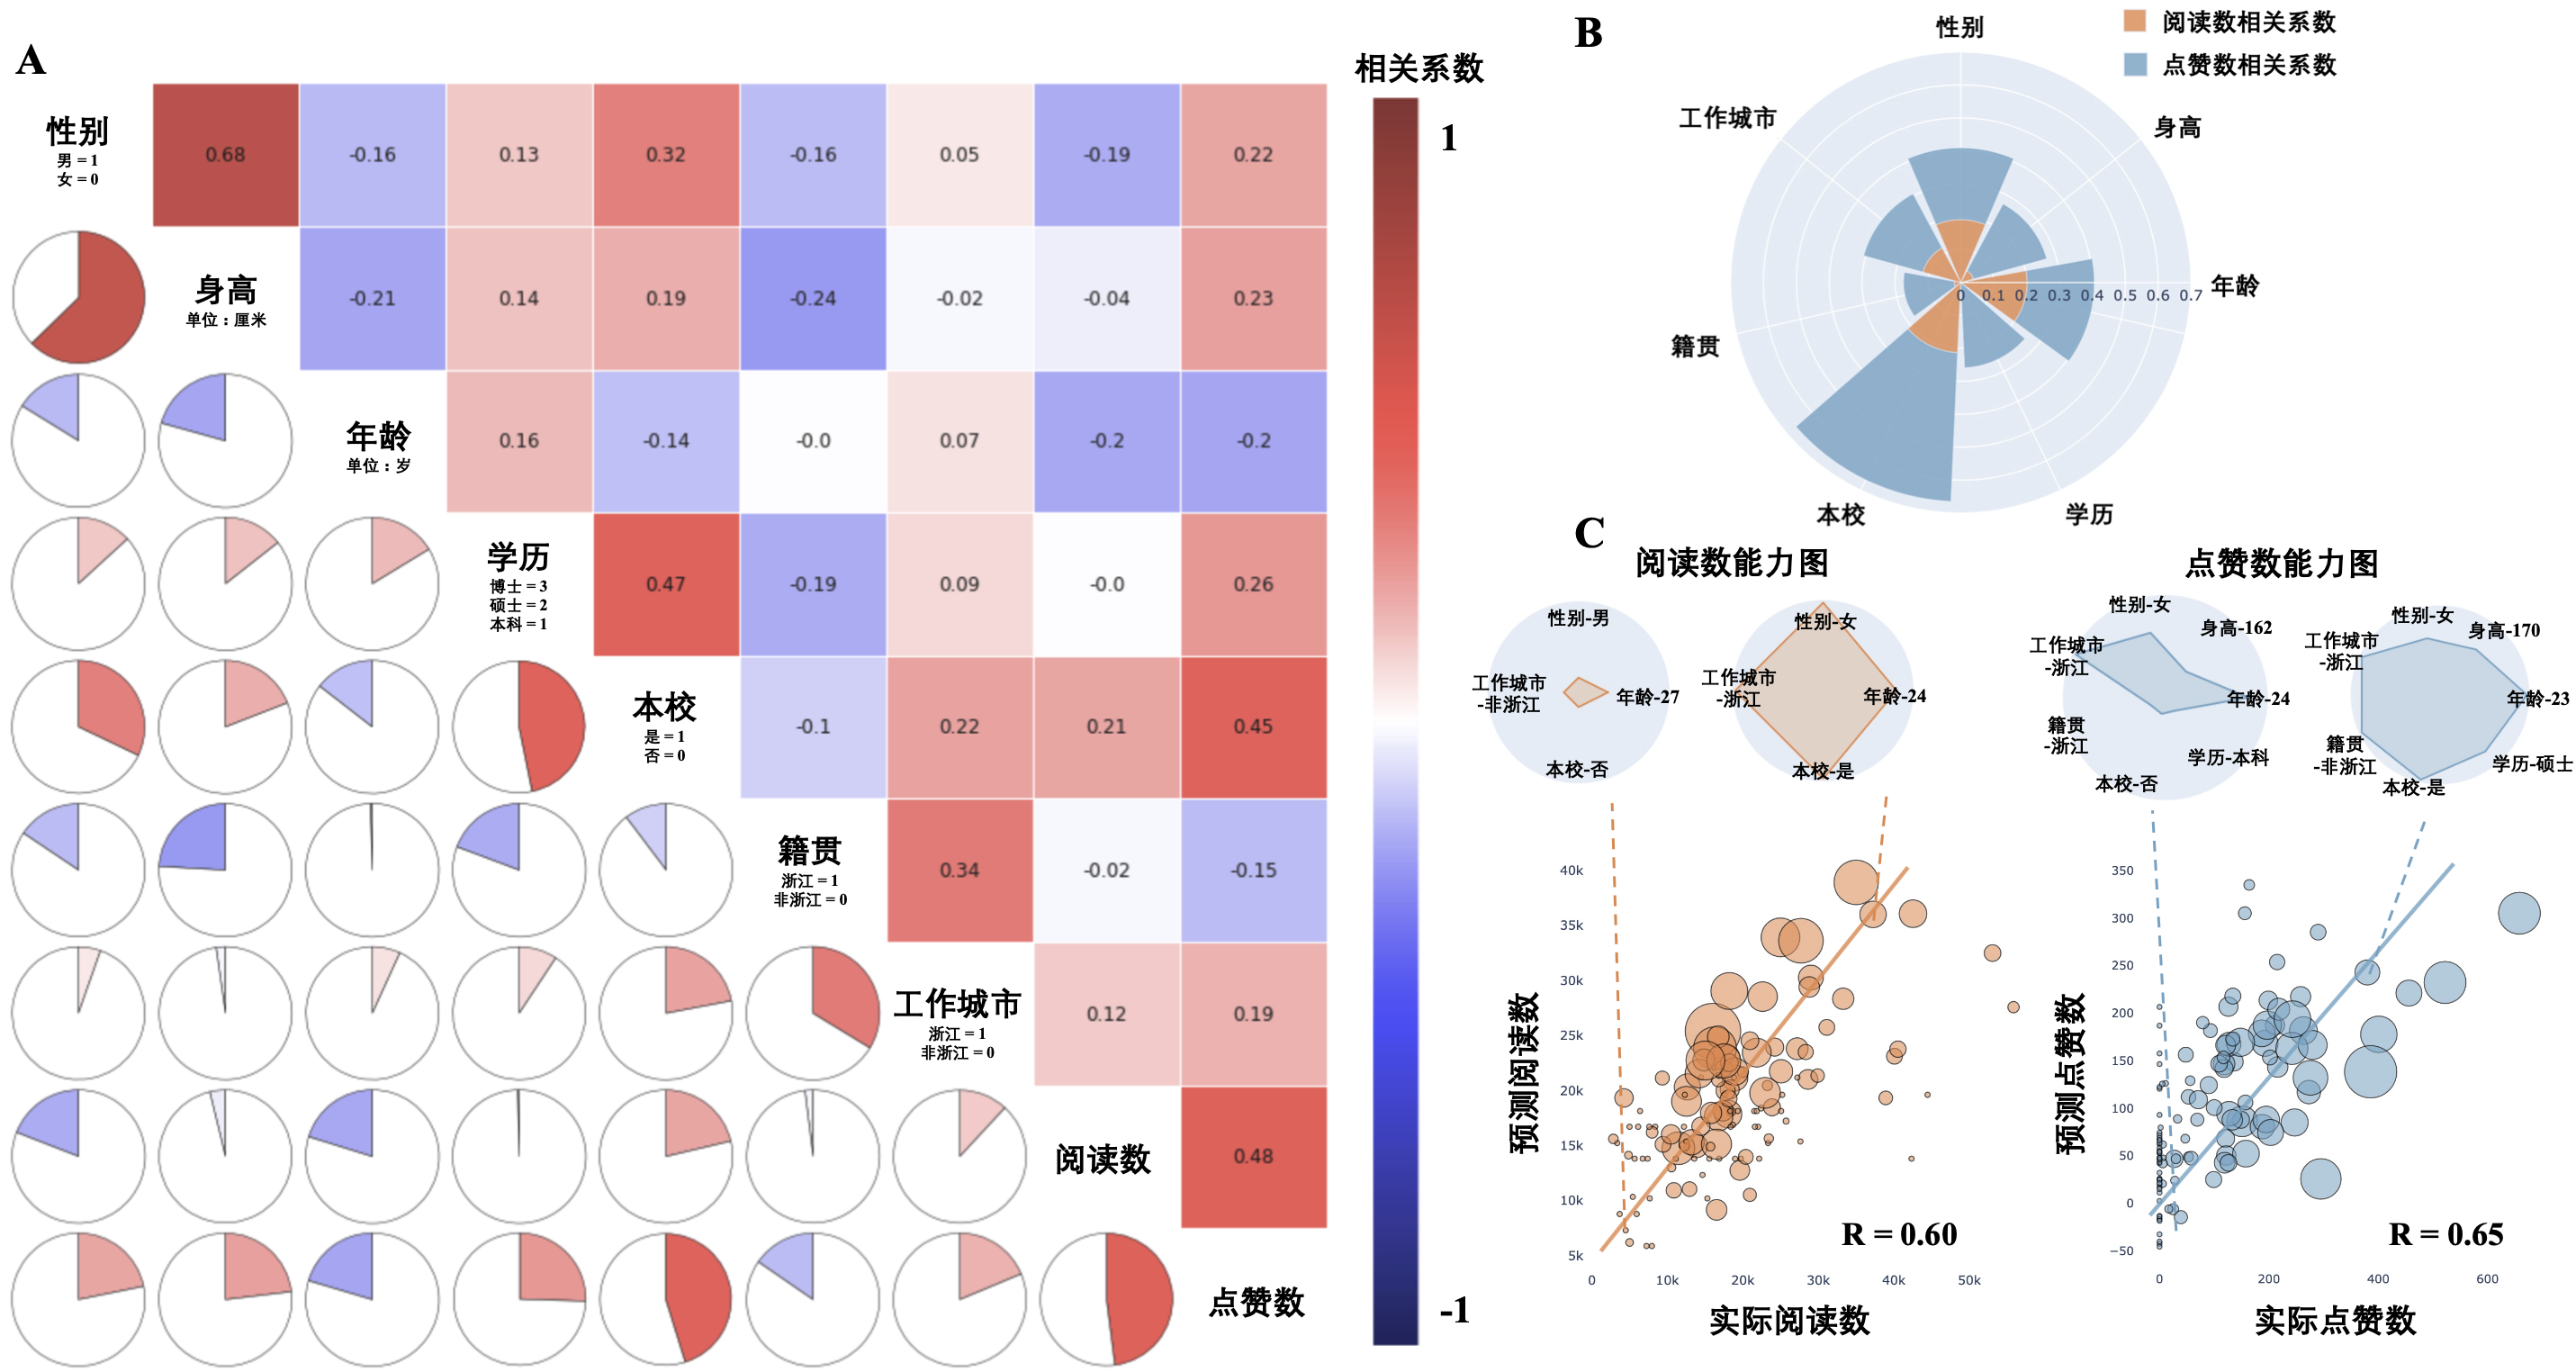 A
性别
男 = 1
女 = 0
0.68
-0.16
0.13
0.32
-0.16
0.05
-0.19
0.22
身高
单位：厘米
-0.21
0.14
0.19
-0.24
-0.02
-0.04
0.23
年龄
单位：岁
0.16
-0.14
-0.0
0.07
-0.2
-0.2
学历
博士 = 3
硕士 = 2
本科 = 1
0.47
-0.19
0.09
-0.0
0.26
本校
是 = 1
否 = 0
-0.1
0.22
0.21
0.45
籍贯
浙江 = 1
非浙江 = 0
0.34
-0.02
-0.15
工作城市
浙江 = 1
非浙江 = 0
0.12
0.19
阅读数
0.48
点赞数
相关系数
1
-1
B
阅读数相关系数
点赞数相关系数
性别
身高
年龄
学历
本校
籍贯
工作城市
0 0.1 0.2 0.3 0.4 0.5 0.6 0.7
C
阅读数能力图
性别-男
工作城市
-非浙江
年龄-27
本校-否
性别-女
工作城市
-浙江
年龄-24
本校-是
预测阅读数
40k
35k
30k
25k
20k
15k
10k
5k
0 10k 20k 30k 40k 50k
R = 0.60
实际阅读数
点赞数能力图
性别-女
身高-162
工作城市
-浙江
年龄-24
籍贯
-浙江
学历-本科
本校-否
性别-女
身高-170
工作城市
-浙江
年龄-23
籍贯
-非浙江
学历-硕士
本校-是
预测点赞数
350
300
250
200
150
100
50
0
−50
0 200 400 600
R = 0.65
实际点赞数